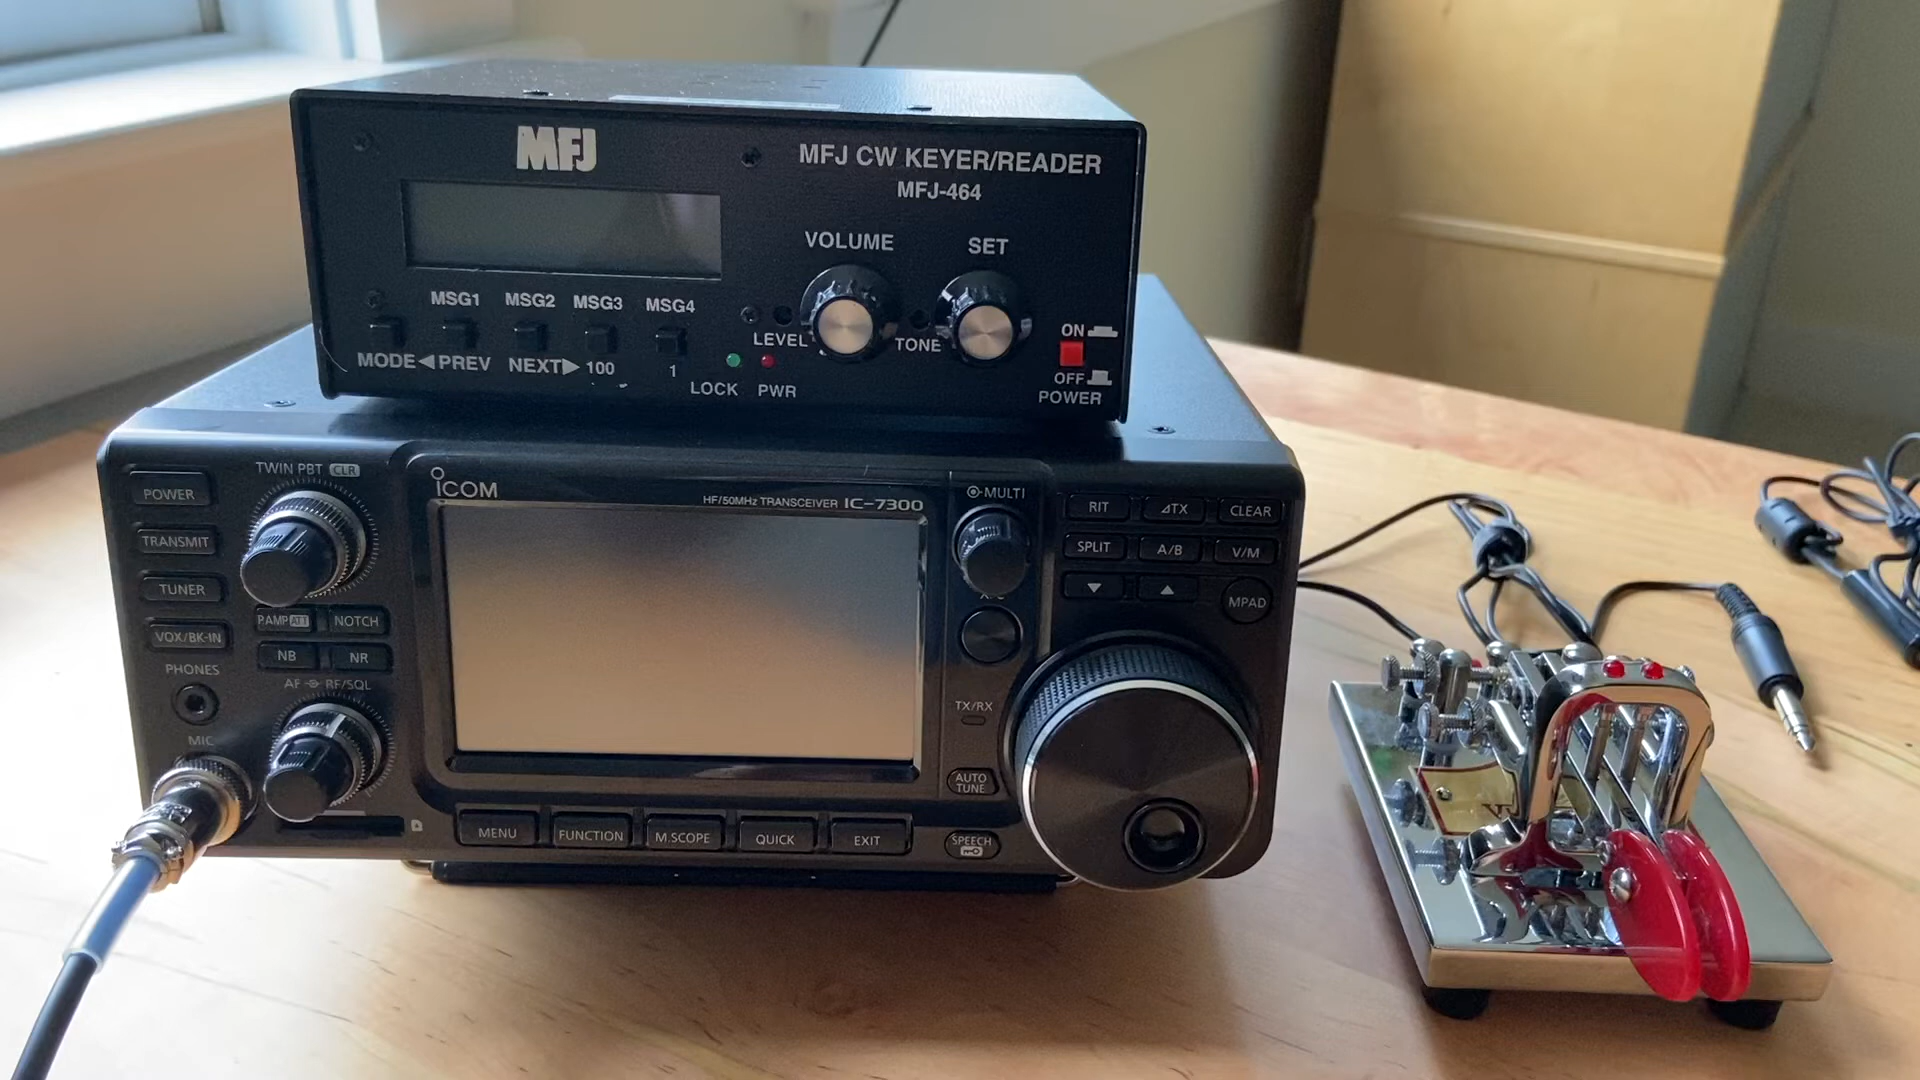 MFJ
MFJ CW KEYER/READER
MFJ-464
VOLUME
SET
MSG1 MSG2 MSG3 MSG4
LEVEL
TONE
ON
MODE ◀ PREV NEXT ▶ 100 1
OFF
LOCK PWR
POWER
TWIN PBT CLR
ICOM
HF/50MHz TRANSCEIVER IC-7300
MULTI
POWER
RIT ⊿TX CLEAR
TRANSMIT
SPLIT A/B V/M
TUNER
▼ ▲
MPAD
P.AMP ATT NOTCH
VOX/BK-IN
NB NR
PHONES
AF RF/SQL
TX/RX
MIC
AUTO
TUNE
MENU FUNCTION M.SCOPE QUICK EXIT
SPEECH